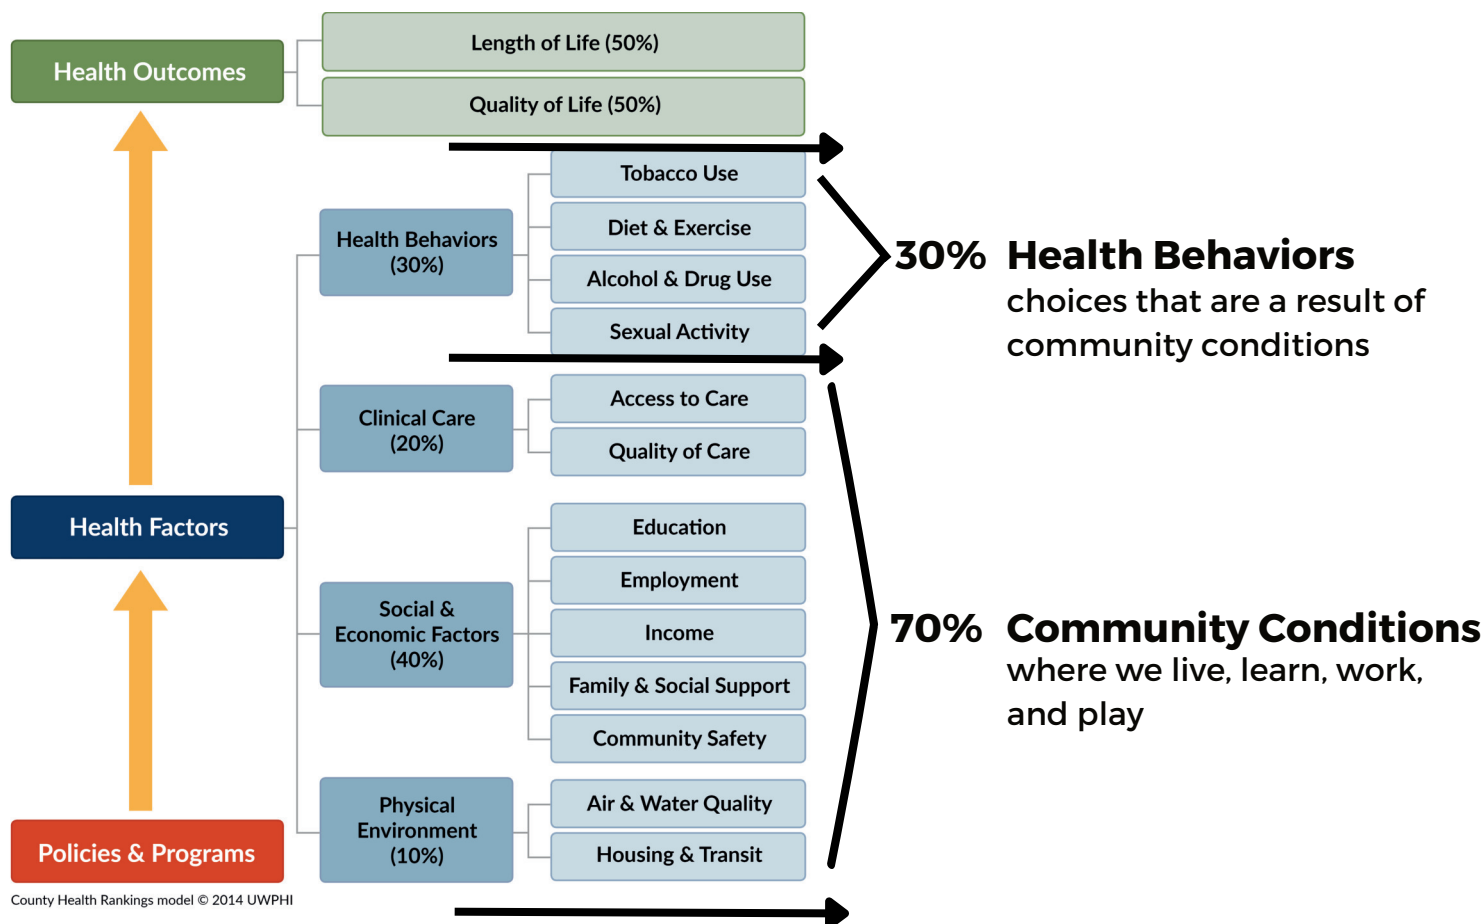 Health Outcomes
Length of Life (50%)
Quality of Life (50%)
Health Factors
Health Behaviors
(30%)
Tobacco Use
Diet & Exercise
Alcohol & Drug Use
Sexual Activity
Clinical Care
(20%)
Access to Care
Quality of Care
Social &
Economic Factors
(40%)
Education
Employment
Income
Family & Social Support
Community Safety
Physical
Environment
(10%)
Air & Water Quality
Housing & Transit
Policies & Programs
County Health Rankings model © 2014 UWPHI
30% Health Behaviors
choices that are a result of
community conditions
70% Community Conditions
where we live, learn, work,
and play